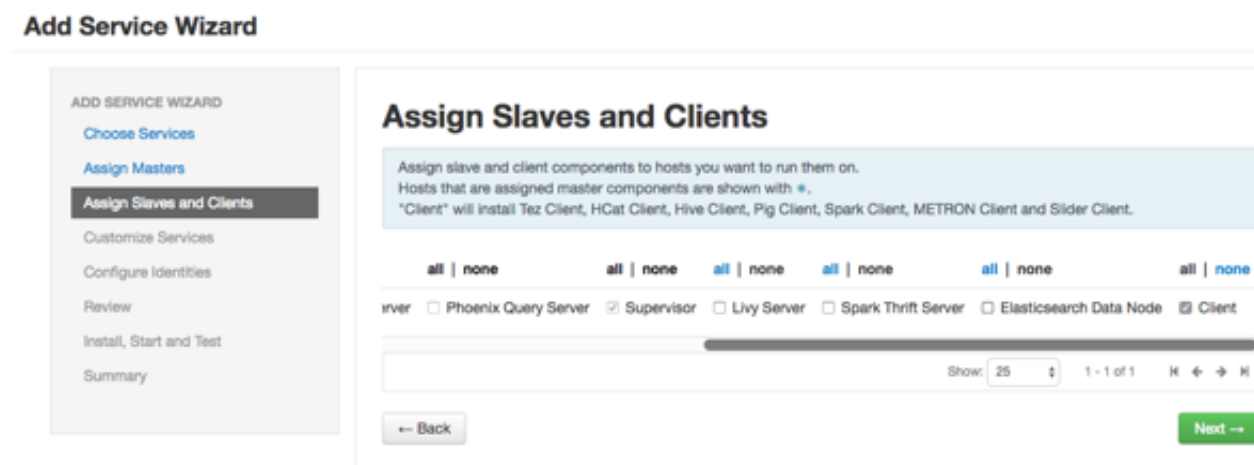 Add Service Wizard
ADD SERVICE WIZARD
Choose Services
Assign Masters
Assign Slaves and Clients
Customize Services
Configure Identities
Review
Install, Start and Test
Summary
Assign Slaves and Clients
Assign slave and client components to hosts you want to run them on.
Hosts that are assigned master components are shown with ✵.
"Client" will install Tez Client, HCat Client, Hive Client, Pig Client, Spark Client, METRON Client and Slider Client.
all | none all | none all | none all | none all | none all | none
rver Phoenix Query Server Supervisor Livy Server Spark Thrift Server Elasticsearch Data Node Client
Show: 25 1 - 1 of 1
← Back
Next →